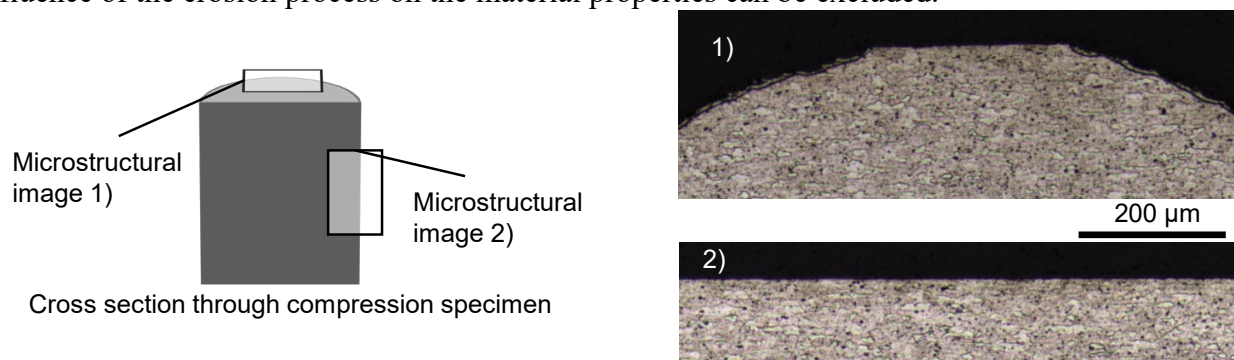 fluence of the erosion process on the material properties can be excluded.
1)
Microstructural
image 1)
Microstructural
image 2)
200 µm
2)
Cross section through compression specimen